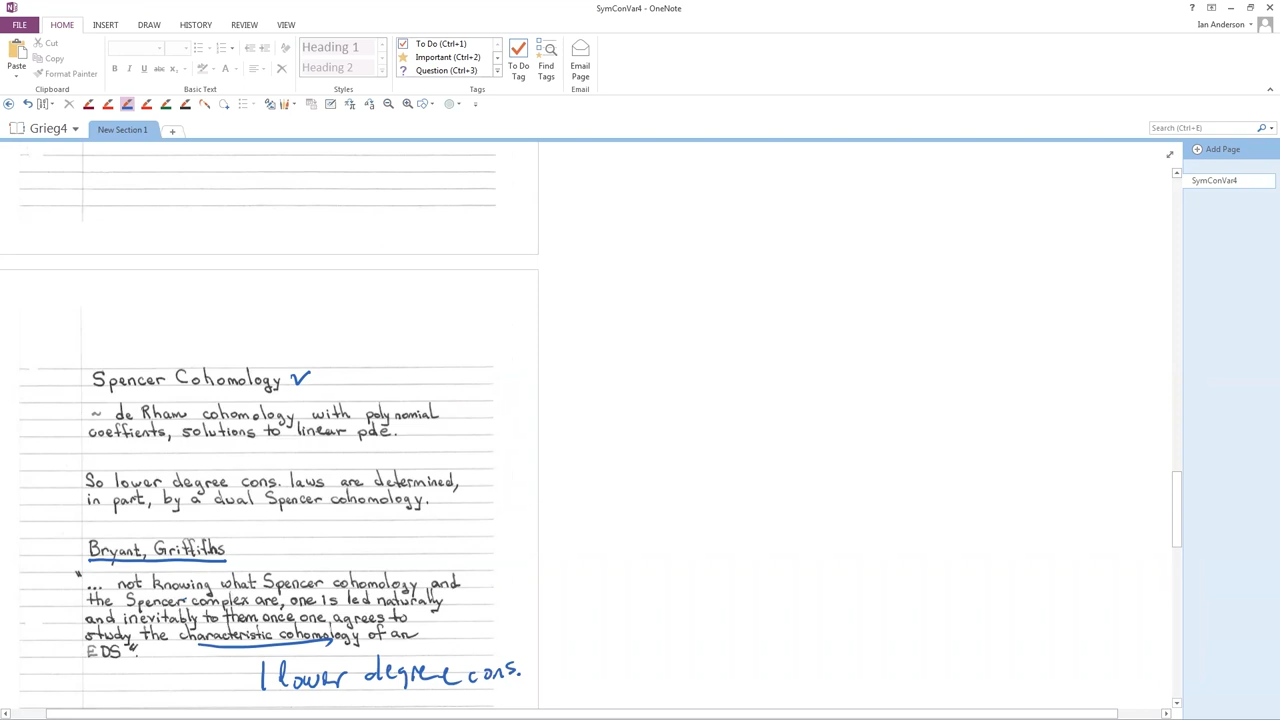 SymConVar4 - OneNote
FILE HOME INSERT DRAW HISTORY REVIEW VIEW
Ian Anderson
Paste
Cut
Copy
Format Painter
Clipboard
B I U abc
Basic Text
Heading 1
Heading 2
Styles
To Do (Ctrl+1)
Important (Ctrl+2)
Question (Ctrl+3)
Tags
To Do Tag
Find Tags
Email Page
Email
Grieg4
New Section 1
Search (Ctrl+E)
Add Page
SymConVar4
Spencer Cohomology ✓
~ de Rham cohomology with polynomial
coeffients, solutions to linear pde.
So lower degree cons. laws are determined,
in part, by a dual Spencer cohomology.
Bryant, Griffiths
"... not knowing what Spencer cohomology and
the Spencer complex are, one is led naturally
and inevitably to them once one agrees to
study the characteristic cohomology of an
EDS".
lower degree cons.